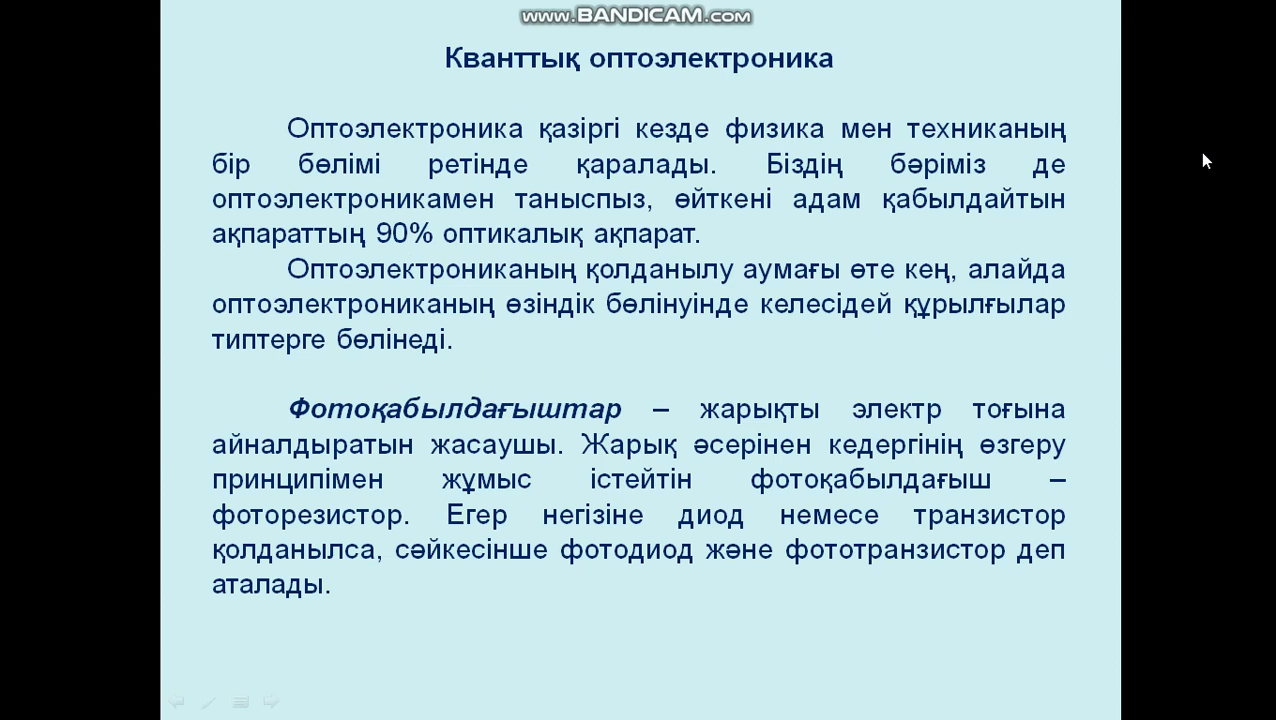 www.BANDICAM.com
Кванттық оптоэлектроника
Оптоэлектроника қазіргі кезде физика мен техниканың
бір бөлімі ретінде қаралады. Біздің бәріміз де
оптоэлектроникамен таныспыз, өйткені адам қабылдайтын
ақпараттың 90% оптикалық ақпарат.
Оптоэлектрониканың қолданылу аумағы өте кең, алайда
оптоэлектрониканың өзіндік бөлінуінде келесідей құрылғылар
типтерге бөлінеді.
Фотоқабылдағыштар – жарықты электр тоғына
айналдыратын жасаушы. Жарық әсерінен кедергінің өзгеру
принципімен жұмыс істейтін фотоқабылдағыш –
фоторезистор. Егер негізіне диод немесе транзистор
қолданылса, сәйкесінше фотодиод және фототранзистор деп
аталады.